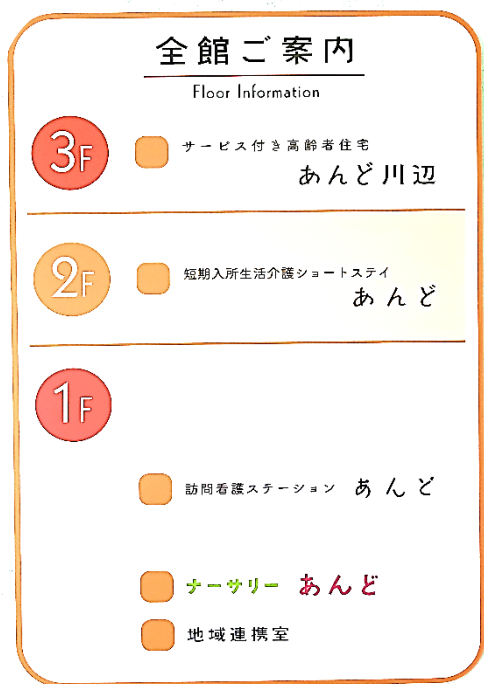 全館ご案内
Floor Information
3F
サービス付き高齢者住宅
あんど川辺
2F
短期入所生活介護ショートステイ
あんど
1F
訪問看護ステーション あんど
ナーサリー あんど
地域連携室